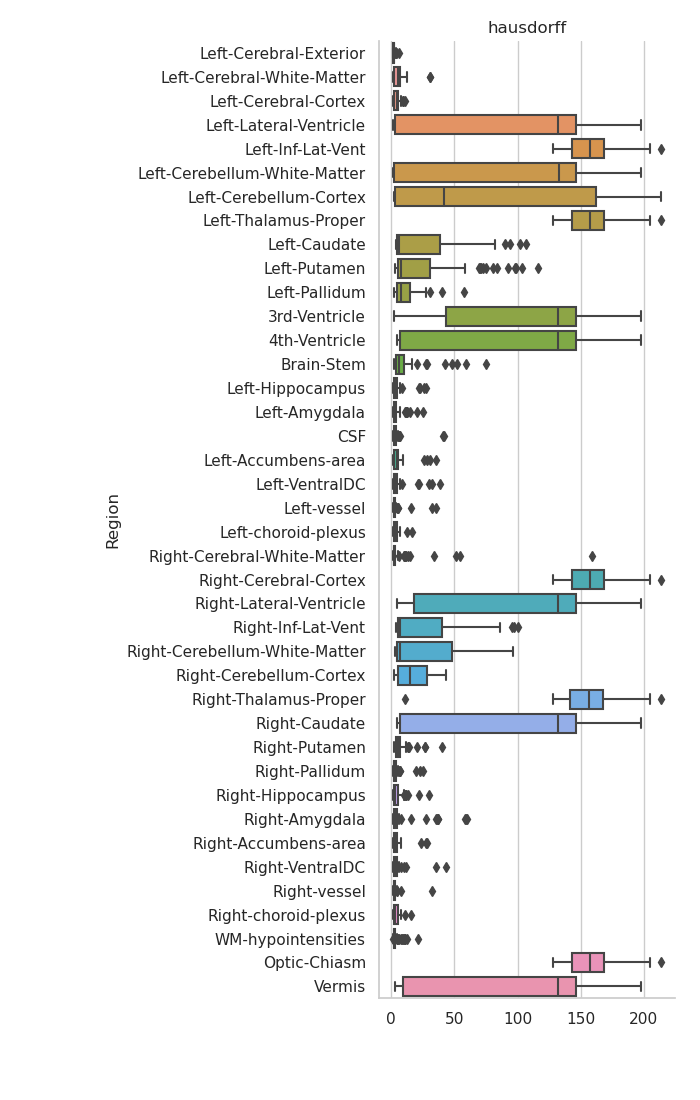 hausdorff
Left-Cerebral-Exterior
Left-Cerebral-White-Matter
Left-Cerebral-Cortex
Left-Lateral-Ventricle
Left-Inf-Lat-Vent
Left-Cerebellum-White-Matter
Left-Cerebellum-Cortex
Left-Thalamus-Proper
Left-Caudate
Left-Putamen
Left-Pallidum
3rd-Ventricle
4th-Ventricle
Brain-Stem
Left-Hippocampus
Left-Amygdala
CSF
Left-Accumbens-area
Left-VentralDC
Left-vessel
Left-choroid-plexus
Right-Cerebral-White-Matter
Right-Cerebral-Cortex
Right-Lateral-Ventricle
Right-Inf-Lat-Vent
Right-Cerebellum-White-Matter
Right-Cerebellum-Cortex
Right-Thalamus-Proper
Right-Caudate
Right-Putamen
Right-Pallidum
Right-Hippocampus
Right-Amygdala
Right-Accumbens-area
Right-VentralDC
Right-vessel
Right-choroid-plexus
WM-hypointensities
Optic-Chiasm
Vermis
Region
0 50 100 150 200